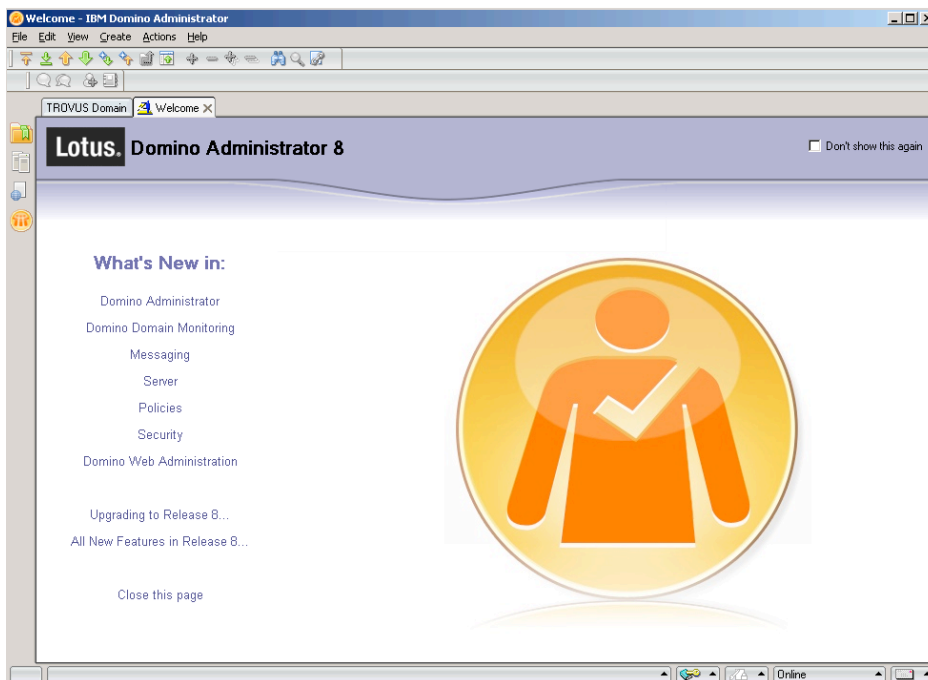 Welcome - IBM Domino Administrator
File Edit View Create Actions Help
TROVUS Domain Welcome
Lotus. Domino Administrator 8
Don't show this again
What's New in:
Domino Administrator
Domino Domain Monitoring
Messaging
Server
Policies
Security
Domino Web Administration
Upgrading to Release 8...
All New Features in Release 8...
Close this page
Online